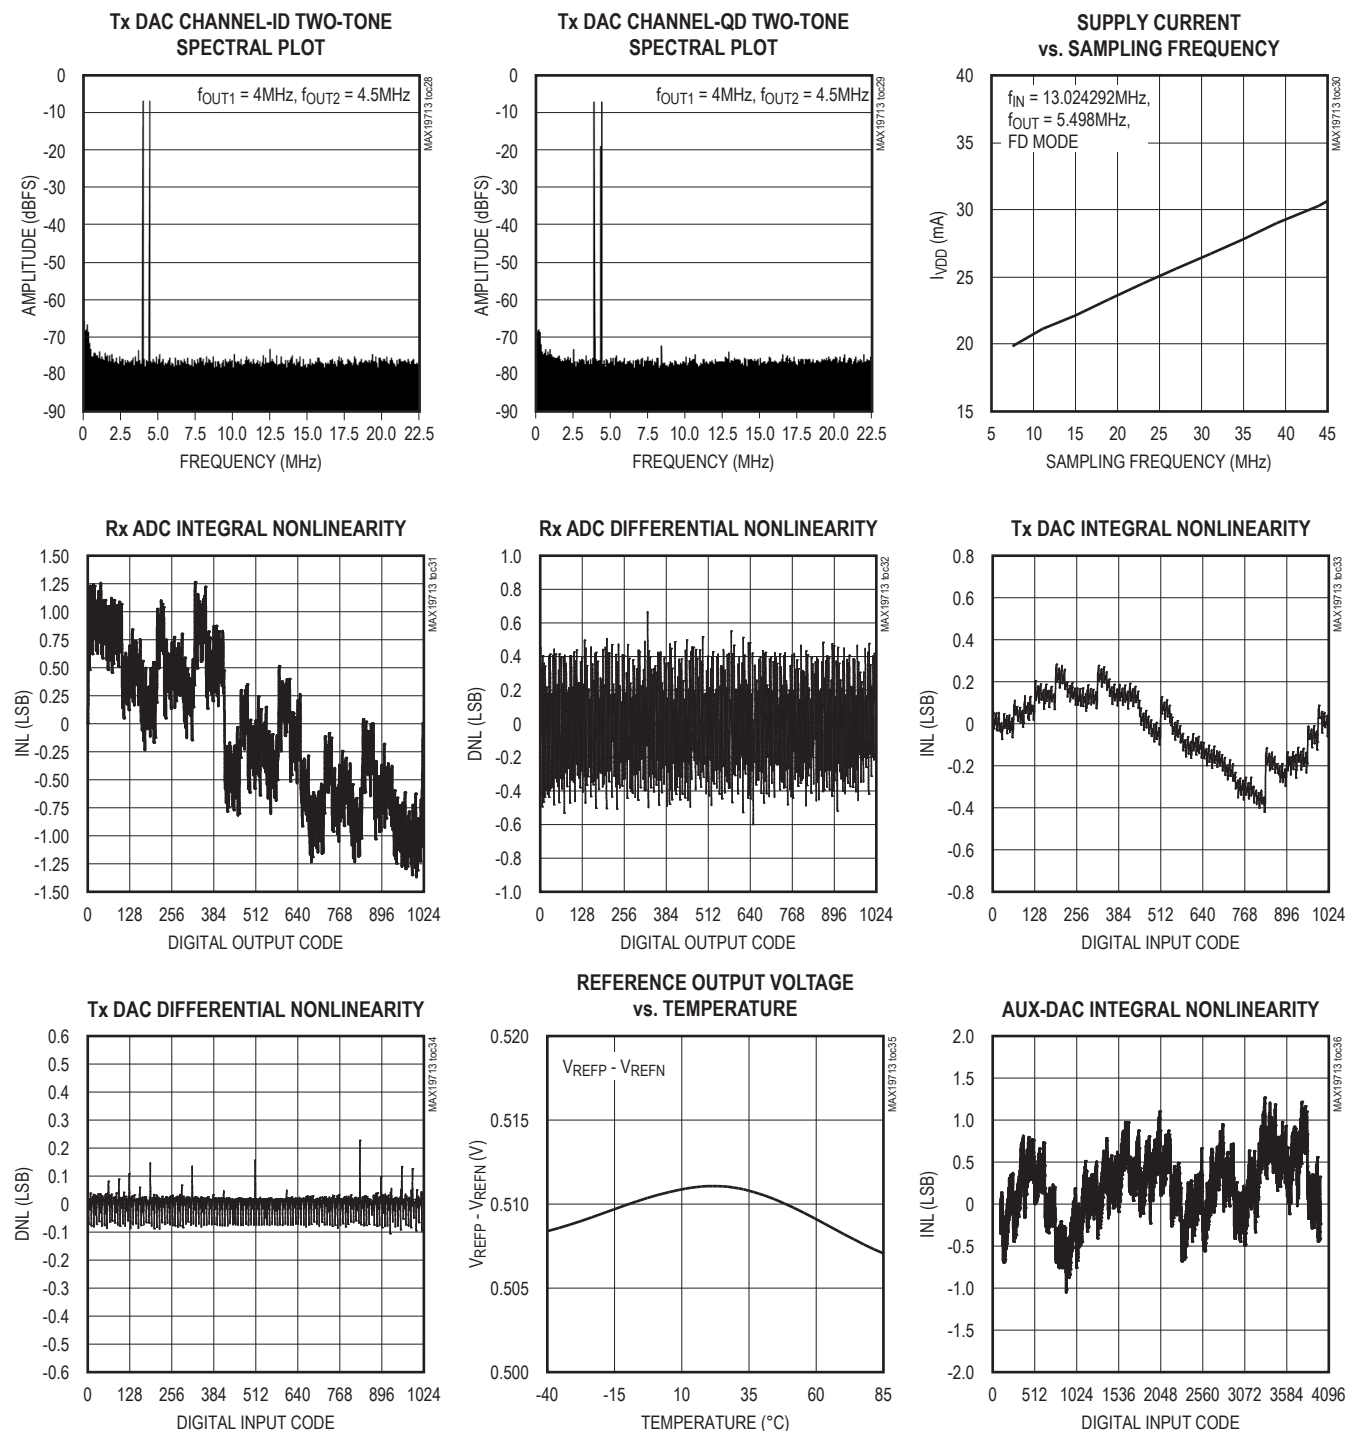 Tx DAC CHANNEL-ID TWO-TONE
SPECTRAL PLOT
0
-10
-20
-30
-40
-50
-60
-70
-80
-90
AMPLITUDE (dBFS)
fOUT1 = 4MHz, fOUT2 = 4.5MHz
MAX19713 toc28
0 2.5 5.0 7.5 10.0 12.5 15.0 17.5 20.0 22.5
FREQUENCY (MHz)
Tx DAC CHANNEL-QD TWO-TONE
SPECTRAL PLOT
0
-10
-20
-30
-40
-50
-60
-70
-80
-90
AMPLITUDE (dBFS)
fOUT1 = 4MHz, fOUT2 = 4.5MHz
MAX19713 toc29
0 2.5 5.0 7.5 10.0 12.5 15.0 17.5 20.0 22.5
FREQUENCY (MHz)
SUPPLY CURRENT
vs. SAMPLING FREQUENCY
40
35
30
25
20
15
IVDD (mA)
fIN = 13.024292MHz,
fOUT = 5.498MHz,
FD MODE
MAX19713 toc30
5 10 15 20 25 30 35 40 45
SAMPLING FREQUENCY (MHz)
Rx ADC INTEGRAL NONLINEARITY
1.50
1.25
1.00
0.75
0.50
0.25
0
-0.25
-0.50
-0.75
-1.00
-1.25
-1.50
INL (LSB)
MAX19713 toc31
0 128 256 384 512 640 768 896 1024
DIGITAL OUTPUT CODE
Rx ADC DIFFERENTIAL NONLINEARITY
1.0
0.8
0.6
0.4
0.2
0
-0.2
-0.4
-0.6
-0.8
-1.0
DNL (LSB)
MAX19713 toc32
0 128 256 384 512 640 768 896 1024
DIGITAL OUTPUT CODE
Tx DAC INTEGRAL NONLINEARITY
0.8
0.6
0.4
0.2
0
-0.2
-0.4
-0.6
-0.8
INL (LSB)
MAX19713 toc33
0 128 256 384 512 640 768 896 1024
DIGITAL INPUT CODE
Tx DAC DIFFERENTIAL NONLINEARITY
0.6
0.5
0.4
0.3
0.2
0.1
0
-0.1
-0.2
-0.3
-0.4
-0.5
-0.6
DNL (LSB)
MAX19713 toc34
0 128 256 384 512 640 768 896 1024
DIGITAL INPUT CODE
REFERENCE OUTPUT VOLTAGE
vs. TEMPERATURE
0.520
0.515
0.510
0.505
0.500
VREFP - VREFN (V)
VREFP - VREFN
MAX19713 toc35
-40 -15 10 35 60 85
TEMPERATURE (°C)
AUX-DAC INTEGRAL NONLINEARITY
2.0
1.5
1.0
0.5
0
-0.5
-1.0
-1.5
-2.0
INL (LSB)
MAX19713 toc36
0 512 1024 1536 2048 2560 3072 3584 4096
DIGITAL INPUT CODE